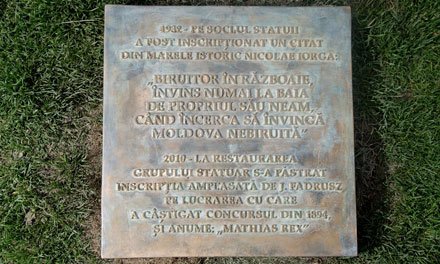 1932 - PE SOCLUL STATUII
A FOST INSCRIPȚIONAT UN CITAT
DIN MARELE ISTORIC NICOLAE IORGA:
„BIRUITOR ÎN RĂZBOAIE,
ÎNVINS NUMAI LA BAIA
DE PROPRIUL SĂU NEAM,
CÂND ÎNCERCA SĂ ÎNVINGĂ
MOLDOVA NEBIRUITĂ”
2010 - LA RESTAURAREA
GRUPULUI STATUAR S-A PĂSTRAT
INSCRIPȚIA AMPLASATĂ DE J. FADRUSZ
PE LUCRAREA CU CARE
A CÂȘTIGAT CONCURSUL DIN 1894,
ȘI ANUME: „MATHIAS REX”